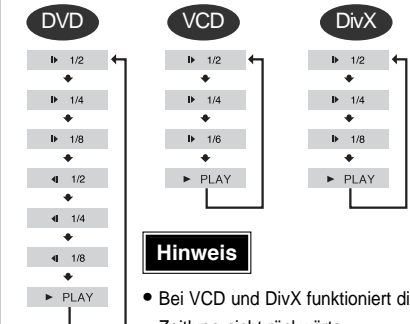 DVD
VCD
DivX
1/2
1/4
1/8
1/2
1/4
1/8
PLAY
1/2
1/4
1/6
PLAY
1/2
1/4
1/8
PLAY
Hinweis
• Bei VCD und DivX funktioniert